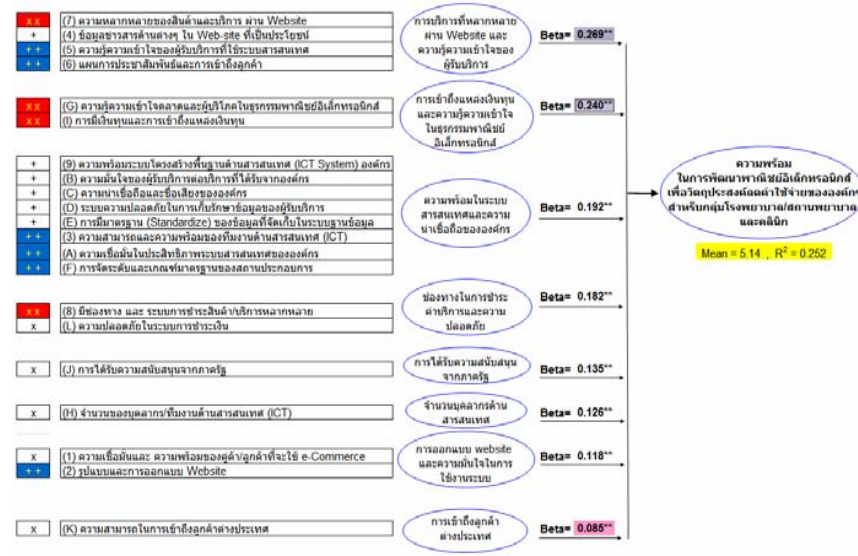 x x (7) ความหลากหลายของสินค้าและบริการ ผ่าน Website
+ (4) ข้อมูลข่าวสารด้านต่างๆ ใน Web-site ที่เป็นประโยชน์
+ + (5) ความรู้ความเข้าใจของผู้รับบริการที่ใช้ระบบสารสนเทศ
+ + (6) แผนการประชาสัมพันธ์และการเข้าถึงลูกค้า
การบริการที่หลากหลาย
ผ่าน Website และ
ความรู้ความเข้าใจของ
ผู้รับบริการ
Beta= 0.269**
x x (G) ความรู้ความเข้าใจตลาดและผู้บริโภคในธุรกรรมพาณิชย์อิเล็กทรอนิกส์
x x (I) การมีเงินทุนและการเข้าถึงแหล่งเงินทุน
การเข้าถึงแหล่งเงินทุน
และความรู้ความเข้าใจ
ในธุรกรรมพาณิชย์
อิเล็กทรอนิกส์
Beta= 0.240**
+ (9) ความพร้อมระบบโครงสร้างพื้นฐานด้านสารสนเทศ (ICT System) องค์กร
+ (B) ความมั่นใจของผู้รับบริการต่อบริการที่ได้รับจากองค์กร
+ (C) ความน่าเชื่อถือและชื่อเสียงขององค์กร
+ (D) ระบบความปลอดภัยในการเก็บรักษาข้อมูลของผู้รับบริการ
+ (E) การมีมาตรฐาน (Standardize) ของข้อมูลที่จัดเก็บในระบบฐานข้อมูล
+ + (3) ความสามารถและความพร้อมของทีมงานด้านสารสนเทศ (ICT)
+ + (A) ความเชื่อมั่นในประสิทธิภาพระบบสารสนเทศขององค์กร
+ + (F) การจัดระดับและเกณฑ์มาตรฐานของสถานประกอบการ
ความพร้อมในระบบ
สารสนเทศและความ
น่าเชื่อถือขององค์กร
Beta= 0.192**
x x (8) มีช่องทาง และ ระบบการชำระสินค้า/บริการหลากหลาย
x (L) ความปลอดภัยในระบบการชำระเงิน
ช่องทางในการชำระ
ค่าบริการและความ
ปลอดภัย
Beta= 0.182**
x (J) การได้รับความสนับสนุนจากภาครัฐ
การได้รับความสนับสนุน
จากภาครัฐ
Beta= 0.135**
x (H) จำนวนของบุคลากร/ทีมงานด้านสารสนเทศ (ICT)
จำนวนบุคลากรด้าน
สารสนเทศ
Beta= 0.126**
x (1) ความเชื่อมั่นและ ความพร้อมของคู่ค้า/ลูกค้าที่จะใช้ e-Commerce
+ + (2) รูปแบบและการออกแบบ Website
การออกแบบ website
และความมั่นใจในการ
ใช้งานระบบ
Beta= 0.118**
x (K) ความสามารถในการเข้าถึงลูกค้าต่างประเทศ
การเข้าถึงลูกค้า
ต่างประเทศ
Beta= 0.085**
ความพร้อม
ในการพัฒนาพาณิชย์อิเล็กทรอนิกส์
เพื่อวัตถุประสงค์ลดค่าใช้จ่ายขององค์กร
สำหรับกลุ่มโรงพยาบาล/สถานพยาบาล
และคลินิก
Mean = 5.14 , R² = 0.252